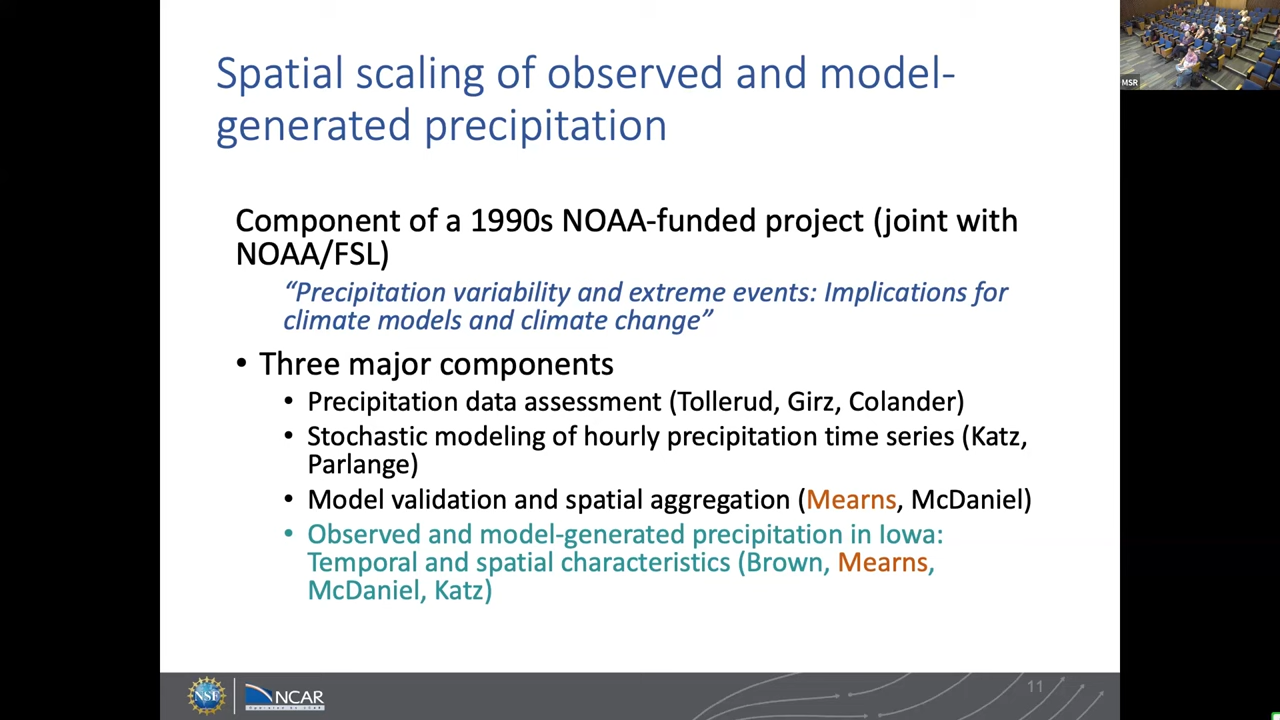 Spatial scaling of observed and model-
generated precipitation
Component of a 1990s NOAA-funded project (joint with
NOAA/FSL)
“Precipitation variability and extreme events: Implications for
climate models and climate change”
• Three major components
• Precipitation data assessment (Tollerud, Girz, Colander)
• Stochastic modeling of hourly precipitation time series (Katz,
Parlange)
• Model validation and spatial aggregation (Mearns, McDaniel)
• Observed and model-generated precipitation in Iowa:
Temporal and spatial characteristics (Brown, Mearns,
McDaniel, Katz)
NSF
NCAR
11
MSR